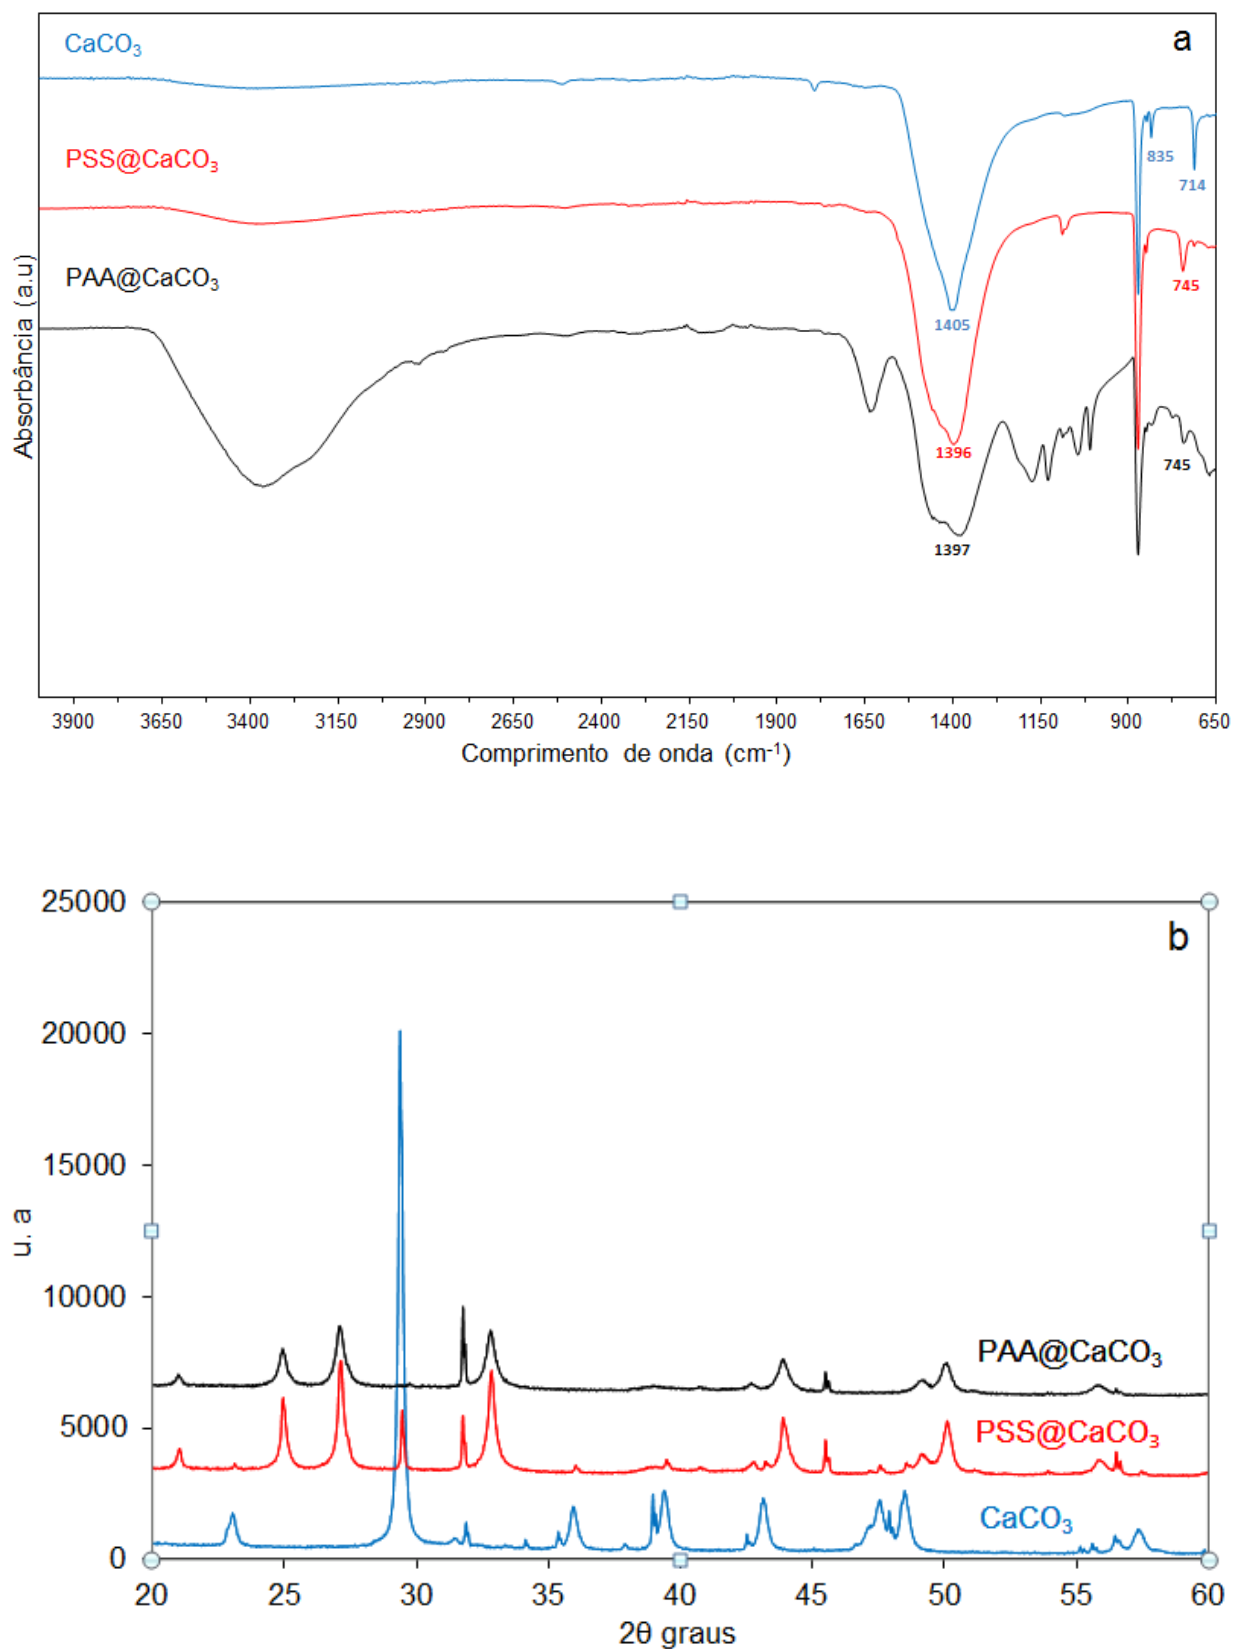 a
CaCO₃
PSS@CaCO₃
PAA@CaCO₃
835
714
1405
745
1396
745
1397
Absorbância (a.u)
3900 3650 3400 3150 2900 2650 2400 2150 1900 1650 1400 1150 900 650
Comprimento de onda (cm⁻¹)
b
25000
20000
15000
10000
5000
0
u. a
PAA@CaCO₃
PSS@CaCO₃
CaCO₃
20 25 30 35 40 45 50 55 60
2θ graus